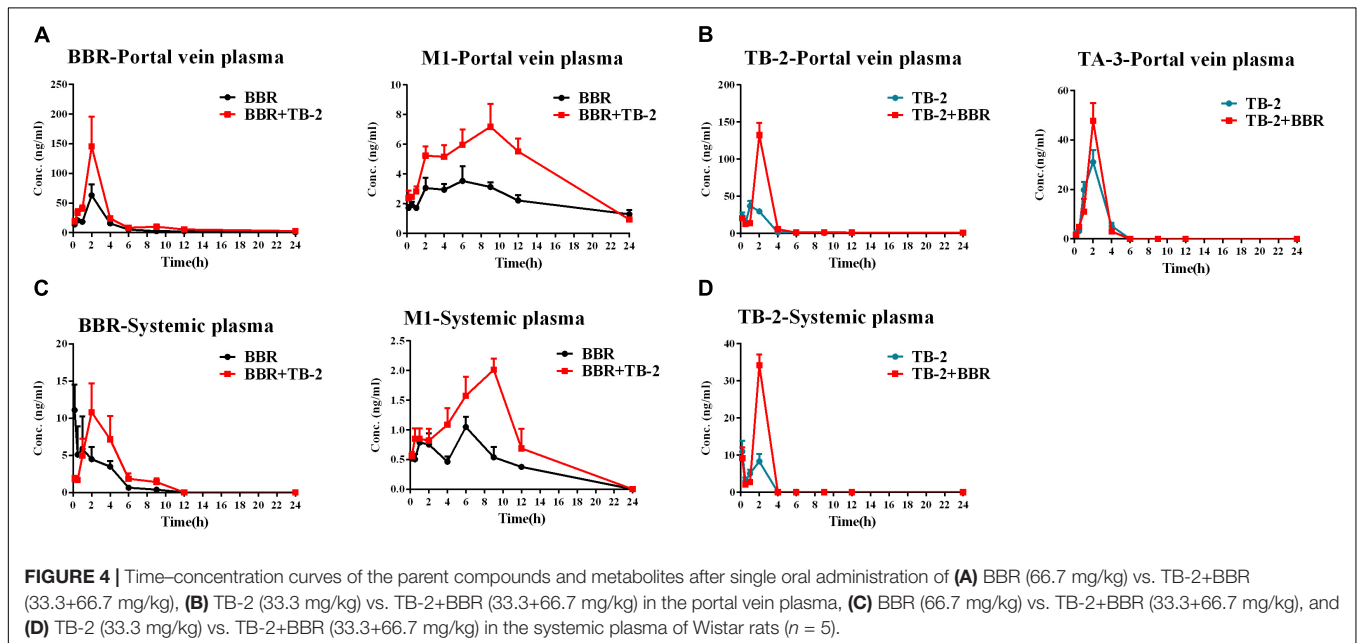 A
BBR-Portal vein plasma
Conc. (ng/ml)
250
200
150
100
50
0
BBR
BBR+TB-2
0 2 4 6 8 10 12 14 16 18 20 22 24
Time(h)
M1-Portal vein plasma
Conc. (ng/ml)
10
8
6
4
2
0
BBR
BBR+TB-2
0 2 4 6 8 10 12 14 16 18 20 22 24
Time(h)
B
TB-2-Portal vein plasma
Conc. (ng/ml)
200
150
100
50
0
TB-2
TB-2+BBR
0 2 4 6 8 10 12 14 16 18 20 22 24
Time(h)
TA-3-Portal vein plasma
Conc. (ng/ml)
60
40
20
0
TB-2
TB-2+BBR
0 2 4 6 8 10 12 14 16 18 20 22 24
Time(h)
C
BBR-Systemic plasma
Conc. (ng/ml)
20
15
10
5
0
BBR
BBR+TB-2
0 2 4 6 8 10 12 14 16 18 20 22 24
Time(h)
M1-Systemic plasma
Conc. (ng/ml)
2.5
2.0
1.5
1.0
0.5
0.0
BBR
BBR+TB-2
0 2 4 6 8 10 12 14 16 18 20 22 24
Time(h)
D
TB-2-Systemic plasma
Conc. (ng/ml)
40
30
20
10
0
TB-2
TB-2+BBR
0 2 4 6 8 10 12 14 16 18 20 22 24
Time(h)
FIGURE 4 | Time–concentration curves of the parent compounds and metabolites after single oral administration of (A) BBR (66.7 mg/kg) vs. TB-2+BBR
(33.3+66.7 mg/kg), (B) TB-2 (33.3 mg/kg) vs. TB-2+BBR (33.3+66.7 mg/kg) in the portal vein plasma, (C) BBR (66.7 mg/kg) vs. TB-2+BBR (33.3+66.7 mg/kg), and
(D) TB-2 (33.3 mg/kg) vs. TB-2+BBR (33.3+66.7 mg/kg) in the systemic plasma of Wistar rats (n = 5).